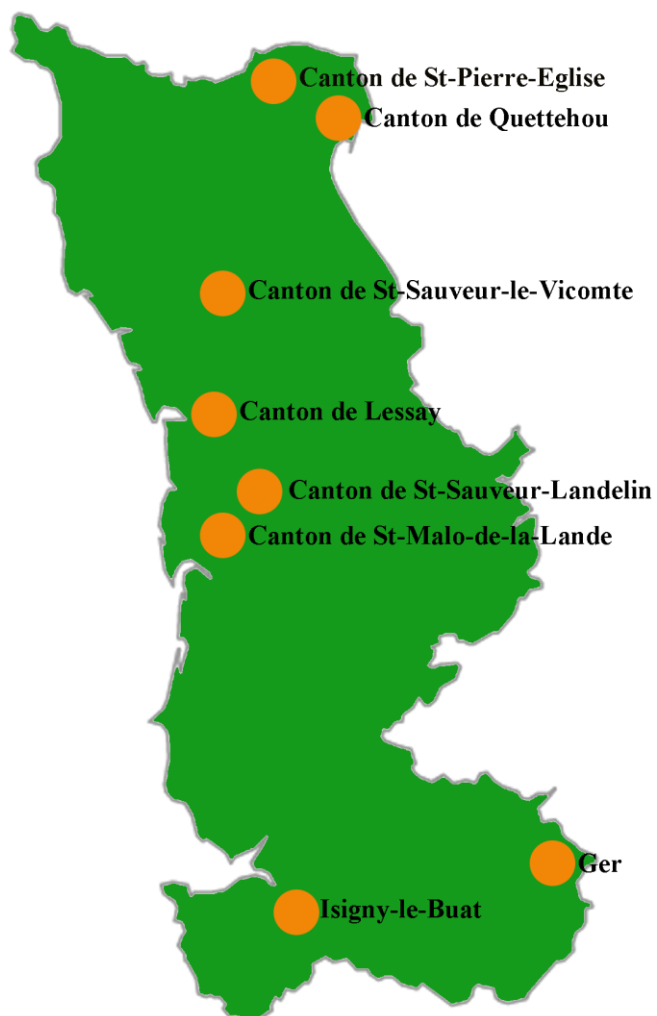 Canton de St-Pierre-Eglise
Canton de Quettehou
Canton de St-Sauveur-le-Vicomte
Canton de Lessay
Canton de St-Sauveur-Landelin
Canton de St-Malo-de-la-Lande
Ger
Isigny-le-Buat